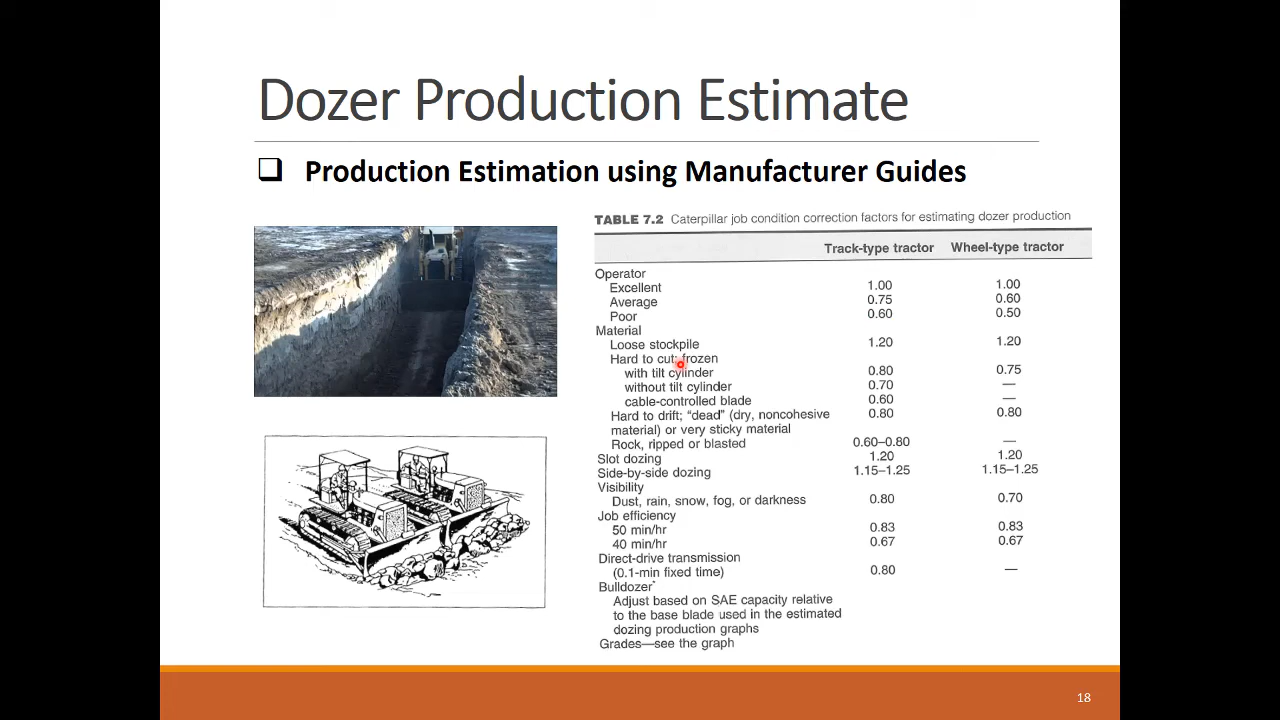 Dozer Production Estimate
❑ Production Estimation using Manufacturer Guides
TABLE 7.2 Caterpillar job condition correction factors for estimating dozer production
Track-type tractor Wheel-type tractor
Operator
Excellent 1.00 1.00
Average 0.75 0.60
Poor 0.60 0.50
Material
Loose stockpile 1.20 1.20
Hard to cut; frozen
with tilt cylinder 0.80 0.75
without tilt cylinder 0.70 —
cable-controlled blade 0.60 —
Hard to drift; “dead” (dry, noncohesive 0.80 0.80
material) or very sticky material
Rock, ripped or blasted 0.60–0.80 —
Slot dozing 1.20 1.20
Side-by-side dozing 1.15–1.25 1.15–1.25
Visibility
Dust, rain, snow, fog, or darkness 0.80 0.70
Job efficiency
50 min/hr 0.83 0.83
40 min/hr 0.67 0.67
Direct-drive transmission
(0.1-min fixed time) 0.80 —
Bulldozer*
Adjust based on SAE capacity relative
to the base blade used in the estimated
dozing production graphs
Grades—see the graph
18